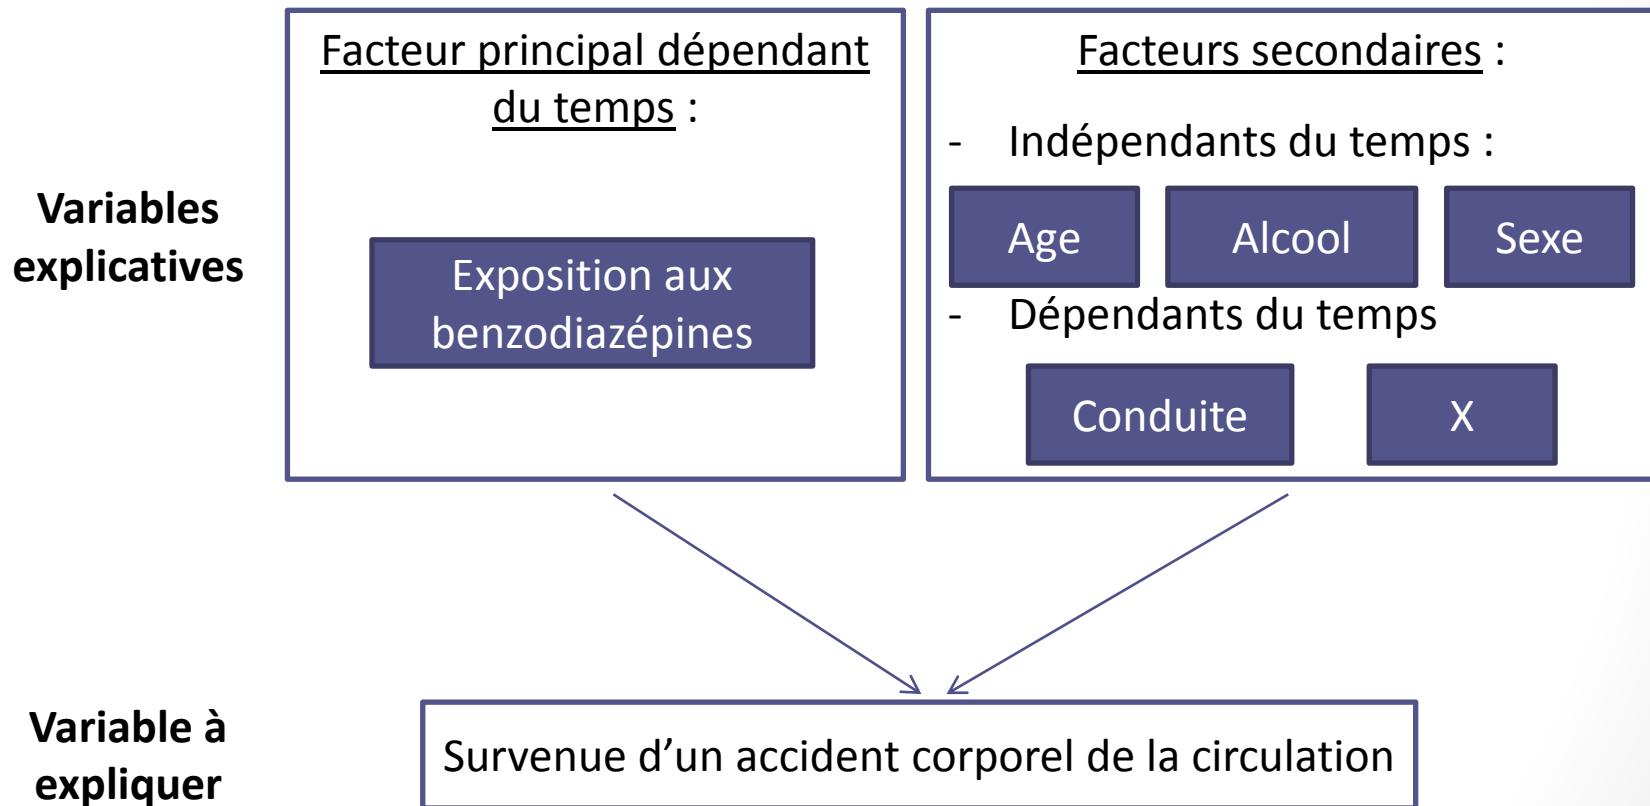 Facteur principal dépendant
du temps :
Facteurs secondaires :
- Indépendants du temps :
Variables
explicatives
Exposition aux
benzodiazépines
Age
Alcool
Sexe
- Dépendants du temps
Conduite
X
Variable à
expliquer
Survenue d’un accident corporel de la circulation